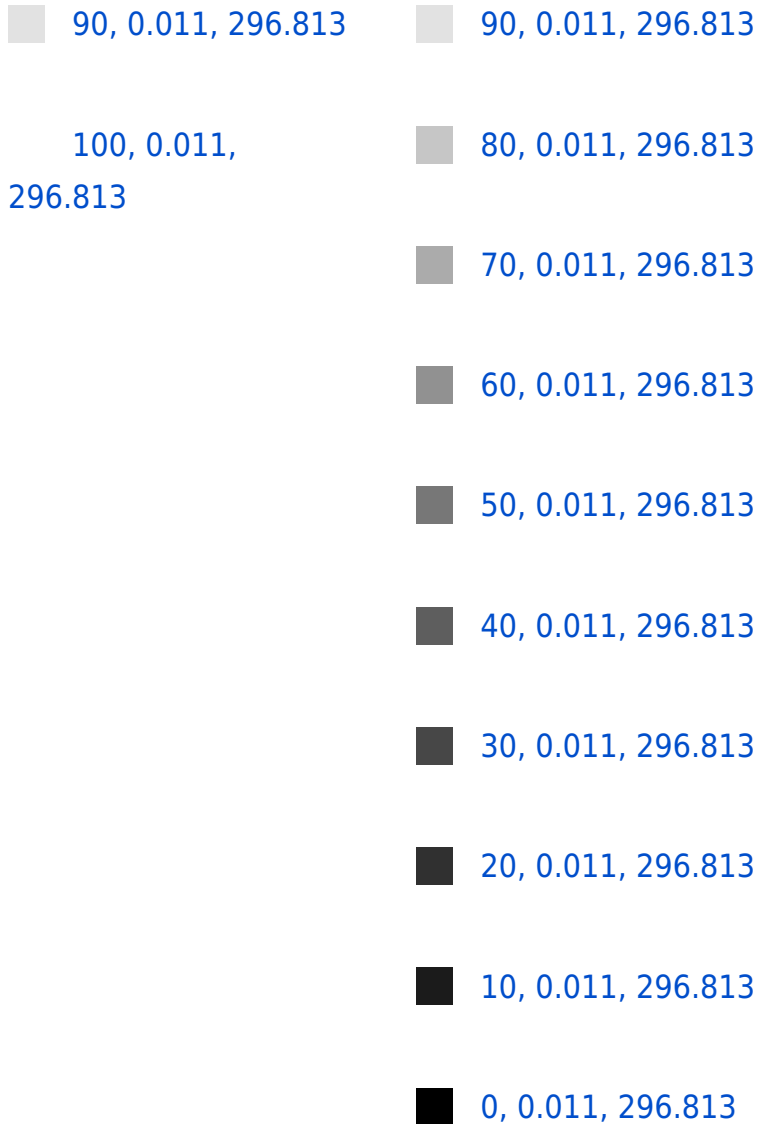 90, 0.011, 296.813
100, 0.011,
296.813
90, 0.011, 296.813
80, 0.011, 296.813
70, 0.011, 296.813
60, 0.011, 296.813
50, 0.011, 296.813
40, 0.011, 296.813
30, 0.011, 296.813
20, 0.011, 296.813
10, 0.011, 296.813
0, 0.011, 296.813